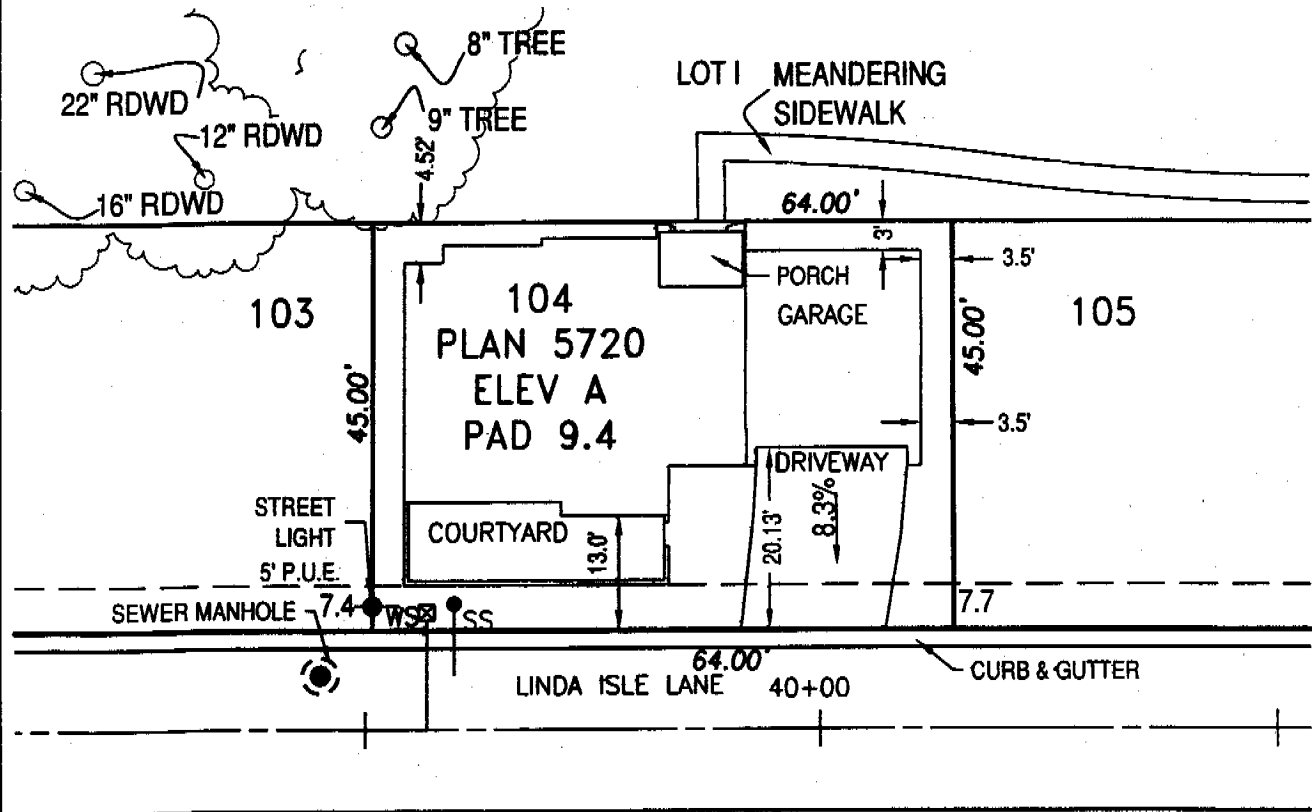 8" TREE
22" RDWD
9" TREE
12" RDWD
4.52'
16" RDWD
LOT I
MEANDERING
SIDEWALK
64.00'
3'
3.5'
PORCH
GARAGE
103
104
PLAN 5720
ELEV A
PAD 9.4
105
45.00'
45.00'
3.5'
DRIVEWAY
8.3%
20.13'
STREET
LIGHT
COURTYARD
13.0'
5' P.U.E.
SEWER MANHOLE
7.4
WS
SS
7.7
64.00'
LINDA ISLE LANE
40+00
CURB & GUTTER